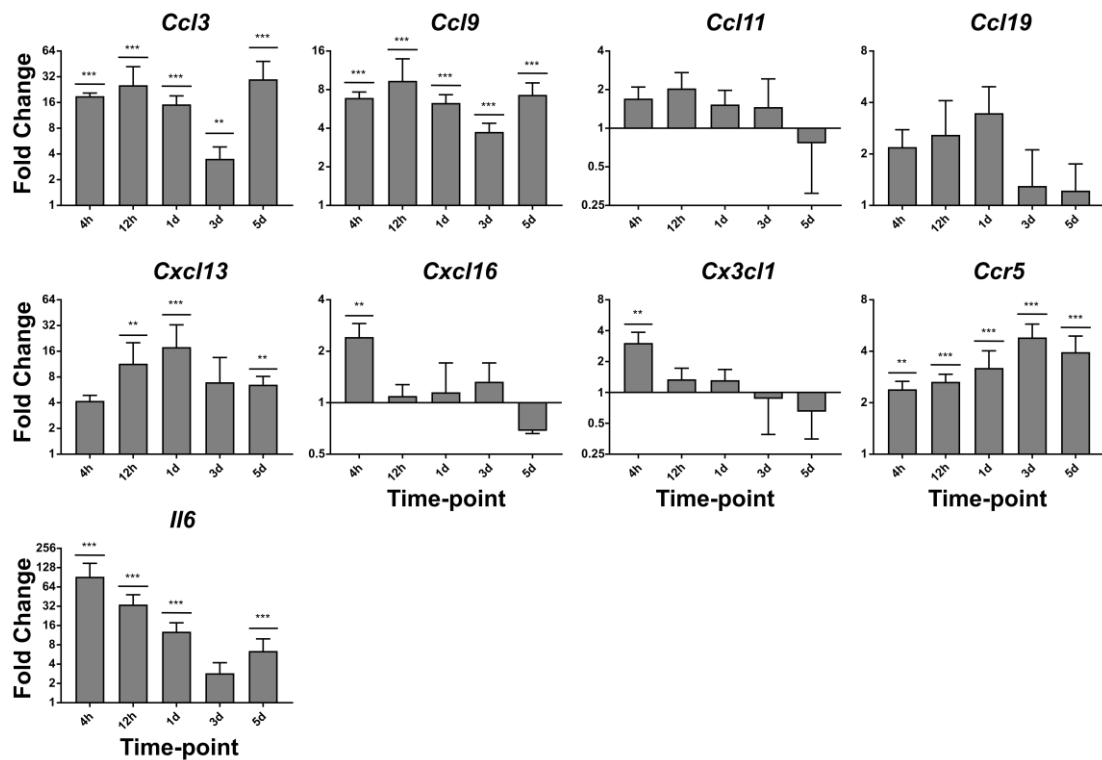 Ccl3
Fold Change
64
32
16
8
4
2
1
***
***
***
**
***
4h
12h
1d
3d
5d
Ccl9
16
8
4
2
1
***
***
***
***
***
4h
12h
1d
3d
5d
Ccl11
4
2
1
0.5
0.25
4h
12h
1d
3d
5d
Ccl19
8
4
2
1
4h
12h
1d
3d
5d
Cxcl13
Fold Change
64
32
16
8
4
2
1
**
***
**
4h
12h
1d
3d
5d
Cxcl16
4
2
1
0.5
**
4h
12h
1d
3d
5d
Time-point
Cx3cl1
8
4
2
1
0.5
0.25
**
4h
12h
1d
3d
5d
Time-point
Ccr5
8
4
2
1
**
***
***
***
***
4h
12h
1d
3d
5d
Time-point
Il6
Fold Change
256
128
64
32
16
8
4
2
1
***
***
***
***
4h
12h
1d
3d
5d
Time-point